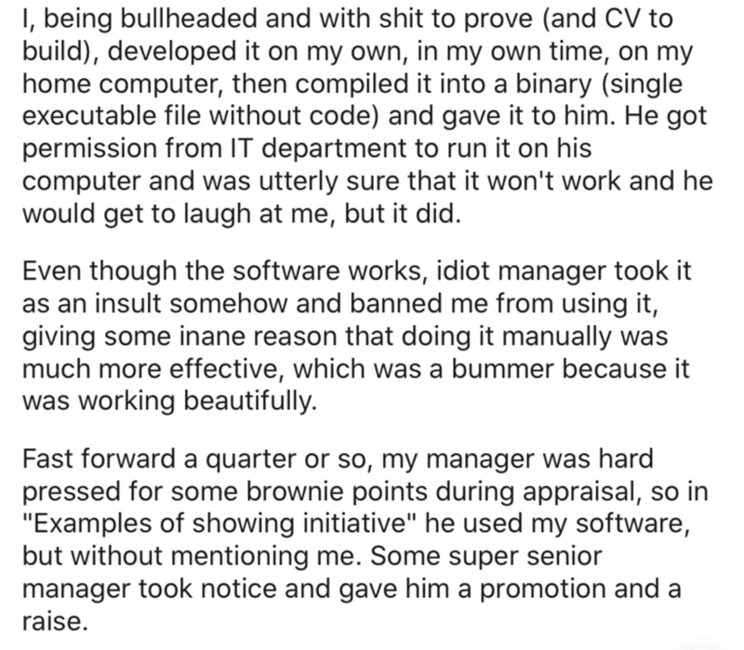 I, being bullheaded and with shit to prove (and CV to
build), developed it on my own, in my own time, on my
home computer, then compiled it into a binary (single
executable file without code) and gave it to him. He got
permission from IT department to run it on his
computer and was utterly sure that it won't work and he
would get to laugh at me, but it did.
Even though the software works, idiot manager took it
as an insult somehow and banned me from using it,
giving some inane reason that doing it manually was
much more effective, which was a bummer because it
was working beautifully.
Fast forward a quarter or so, my manager was hard
pressed for some brownie points during appraisal, so in
"Examples of showing initiative" he used my software,
but without mentioning me. Some super senior
manager took notice and gave him a promotion and a
raise.